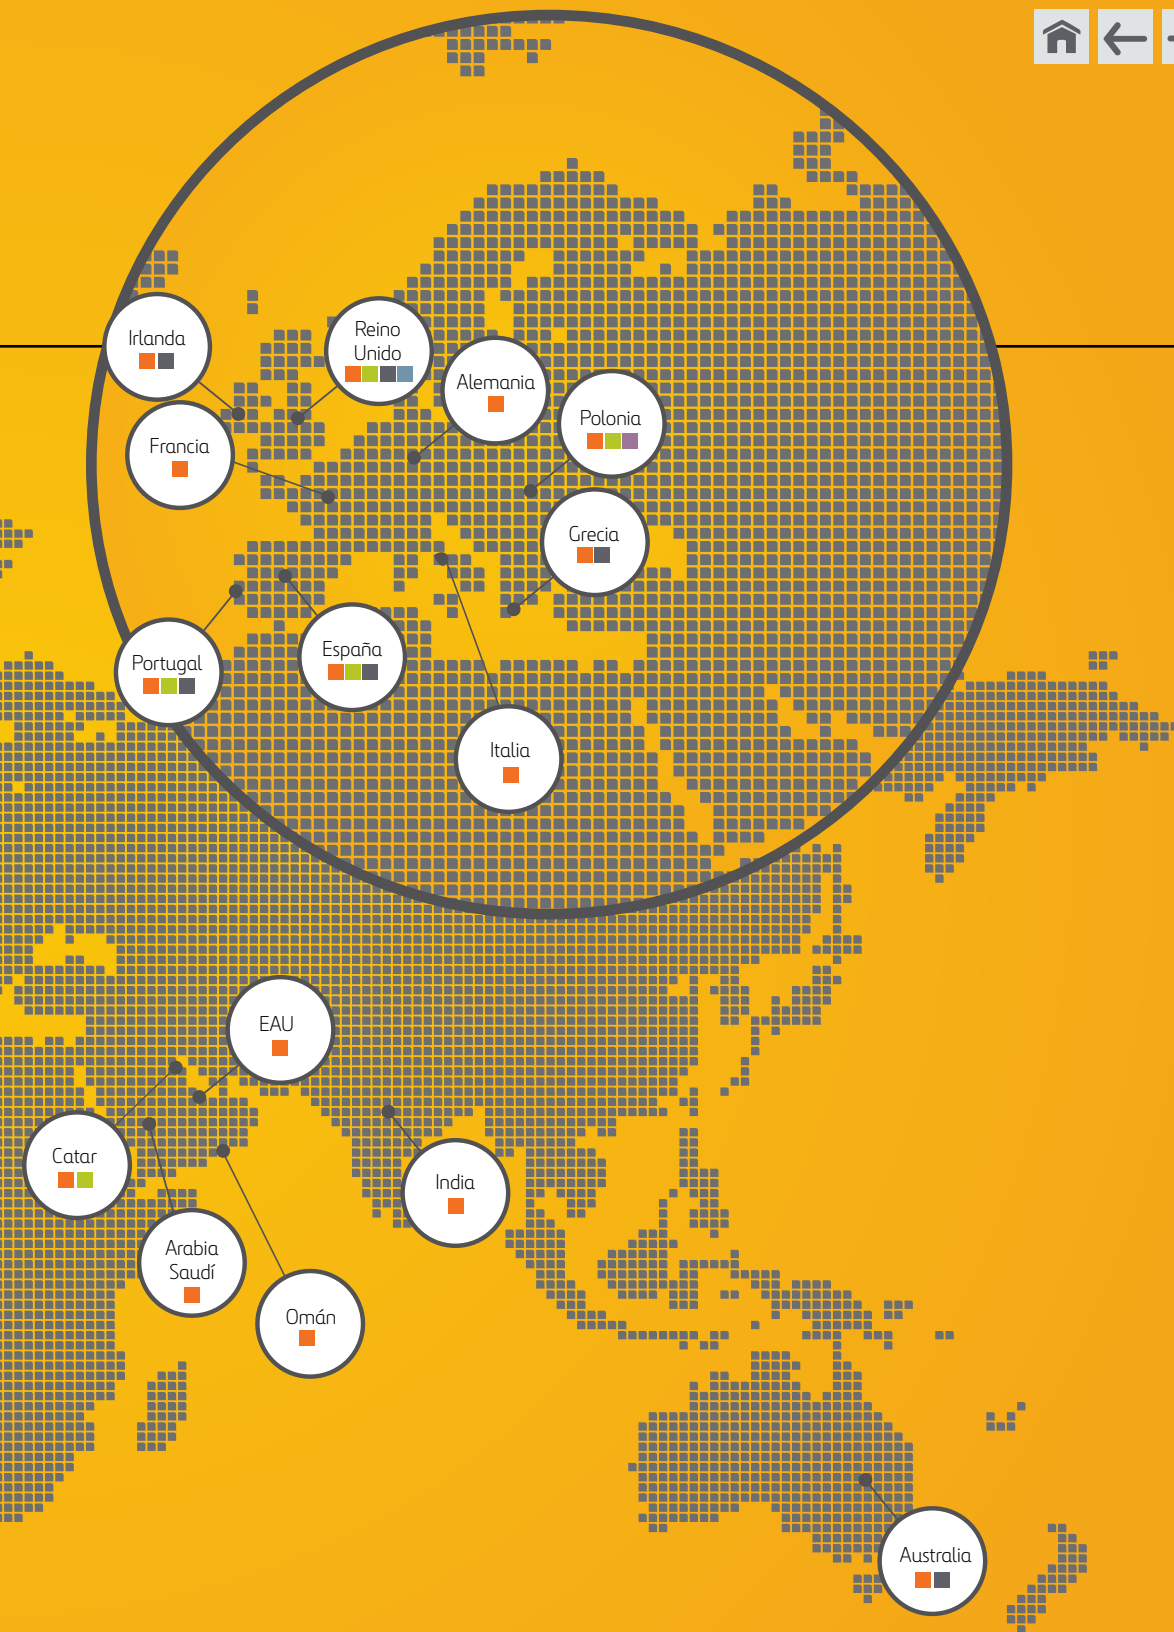 Irlanda
Reino
Unido
Alemania
Polonia
Francia
Grecia
Portugal
España
Italia
EAU
Catar
India
Arabia
Saudí
Omán
Australia